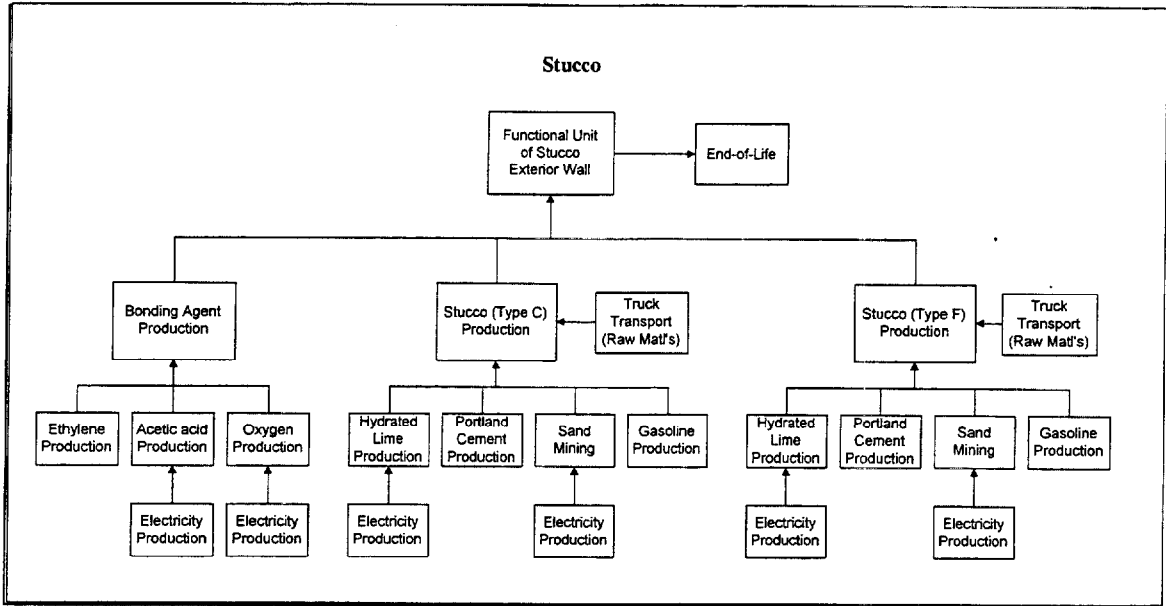 Stucco
Functional Unit
of Stucco
Exterior Wall
End-of-Life
Bonding Agent
Production
Stucco (Type C)
Production
Truck
Transport
(Raw Matl's)
Stucco (Type F)
Production
Truck
Transport
(Raw Matl's)
Ethylene
Production
Acetic acid
Production
Oxygen
Production
Hydrated
Lime
Production
Portland
Cement
Production
Sand
Mining
Gasoline
Production
Hydrated
Lime
Production
Portland
Cement
Production
Sand
Mining
Gasoline
Production
Electricity
Production
Electricity
Production
Electricity
Production
Electricity
Production
Electricity
Production
Electricity
Production